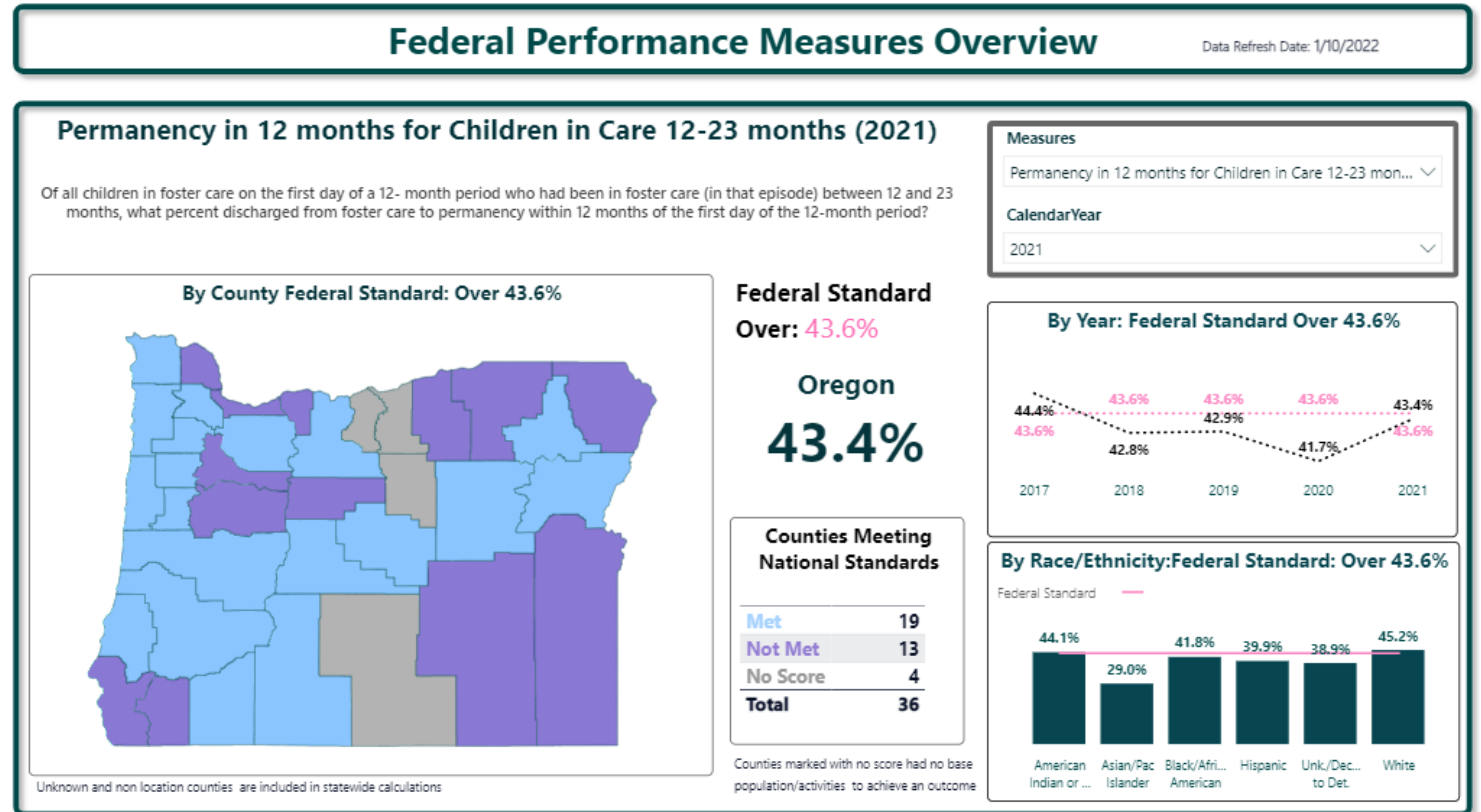 Federal Performance Measures Overview
Data Refresh Date: 1/10/2022
Permanency in 12 months for Children in Care 12-23 months (2021)
Of all children in foster care on the first day of a 12- month period who had been in foster care (in that episode) between 12 and 23
months, what percent discharged from foster care to permanency within 12 months of the first day of the 12-month period?
Measures
Permanency in 12 months for Children in Care 12-23 mon...
CalendarYear
2021
By County Federal Standard: Over 43.6%
Unknown and non location counties are included in statewide calculations
Federal Standard
Over: 43.6%
Oregon
43.4%
Counties Meeting
National Standards
Met 19
Not Met 13
No Score 4
Total 36
Counties marked with no score had no base
population/activities to achieve an outcome
By Year: Federal Standard Over 43.6%
43.6% 43.6% 43.6% 43.4%
44.4% 42.9%
43.6% 43.6%
42.8% 41.7%
2017 2018 2019 2020 2021
By Race/Ethnicity:Federal Standard: Over 43.6%
Federal Standard
44.1% 29.0% 41.8% 39.9% 38.9% 45.2%
American Asian/Pac Black/Afri... Hispanic Unk./Dec... White
Indian or ... Islander American to Det.